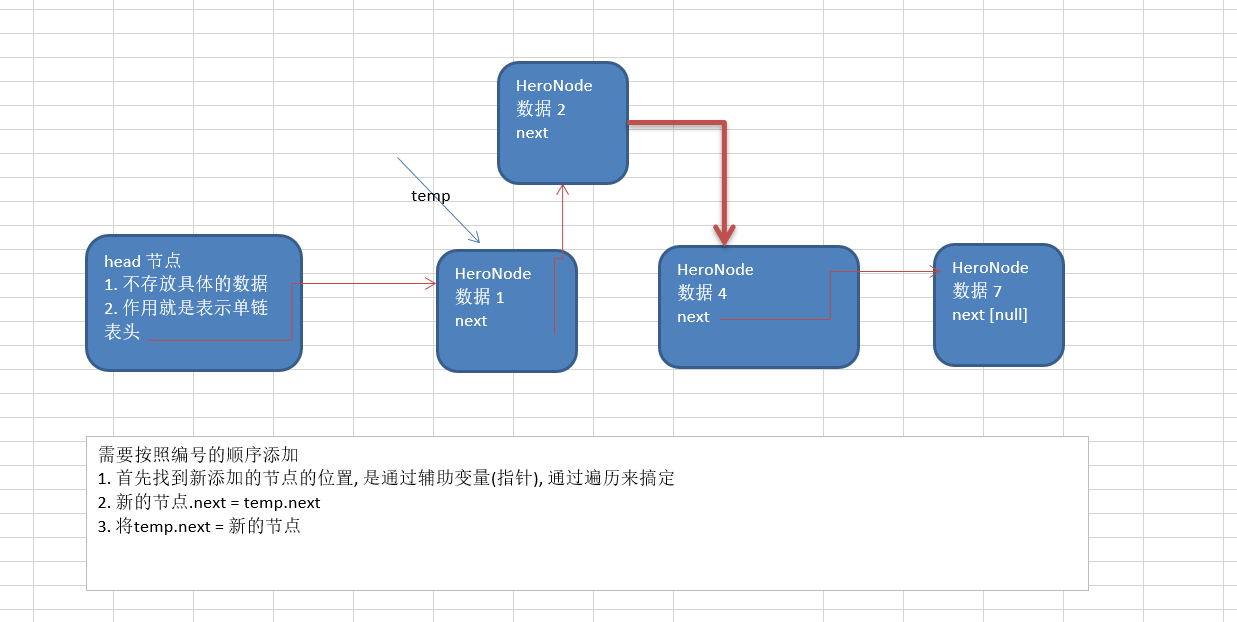 HeroNode
数据 2
next
temp
head 节点
1. 不存放具体的数据
2. 作用就是表示单链
表头
HeroNode
数据 1
next
HeroNode
数据 4
next
HeroNode
数据 7
next [null]
需要按照编号的顺序添加
1. 首先找到新添加的节点的位置, 是通过辅助变量(指针), 通过遍历来搞定
2. 新的节点.next = temp.next
3. 将temp.next = 新的节点